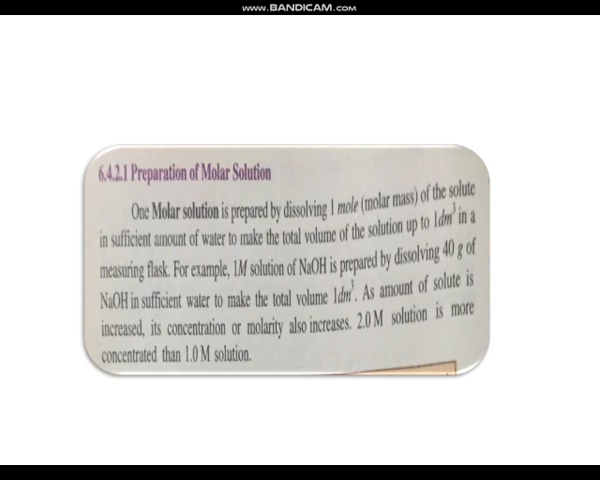 WWW.BANDICAM.COM
6.4.2.1 Preparation of Molar Solution
One Molar solution is prepared by dissolving 1 mole (molar mass) of the solute
in sufficient amount of water to make the total volume of the solution up to 1dm³ in a
measuring flask. For example, 1M solution of NaOH is prepared by dissolving 40 g of
NaOH in sufficient water to make the total volume 1dm³. As amount of solute is
increased, its concentration or molarity also increases. 2.0 M solution is more
concentrated than 1.0 M solution.